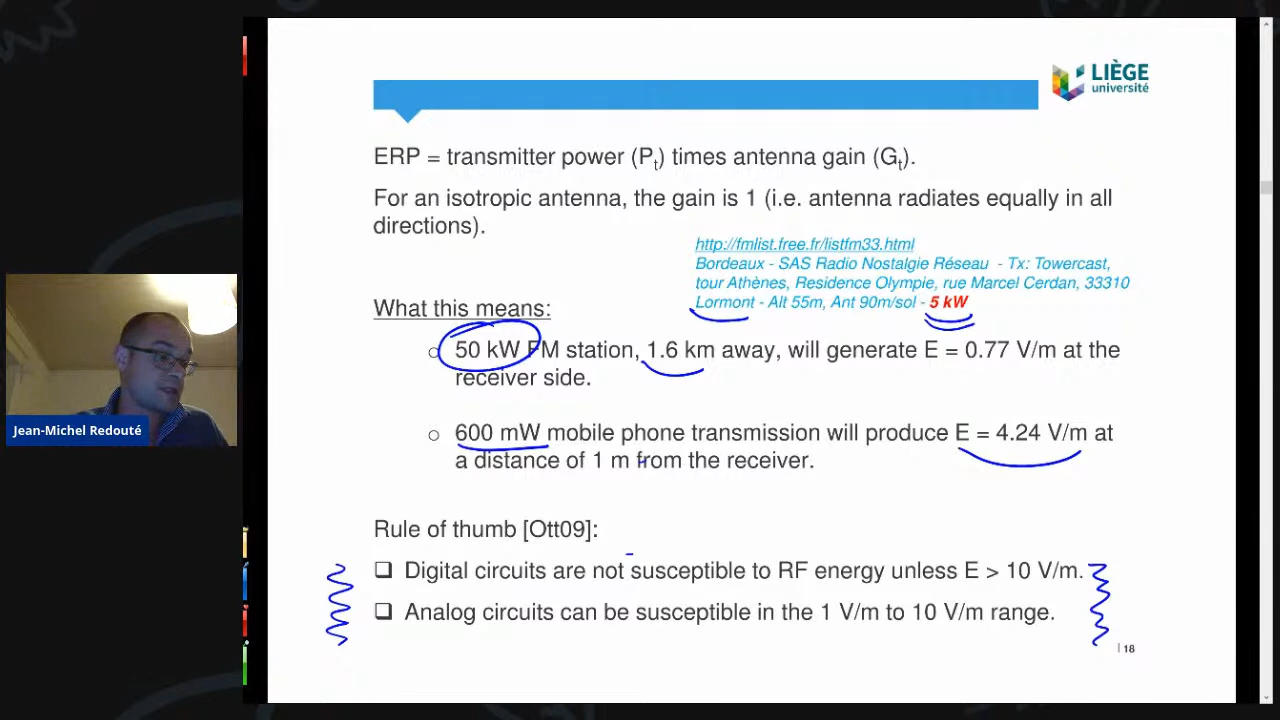 LIÈGE
université
ERP = transmitter power (Pt) times antenna gain (Gt).
For an isotropic antenna, the gain is 1 (i.e. antenna radiates equally in all
directions).
http://fmlist.free.fr/listfm33.html
Bordeaux - SAS Radio Nostalgie Réseau - Tx: Towercast,
tour Athènes, Residence Olympie, rue Marcel Cerdan, 33310
Lormont - Alt 55m, Ant 90m/sol - 5 kW
What this means:
50 kW FM station, 1.6 km away, will generate E = 0.77 V/m at the
receiver side.
600 mW mobile phone transmission will produce E = 4.24 V/m at
a distance of 1 m from the receiver.
Jean-Michel Redouté
Rule of thumb [Ott09]:
Digital circuits are not susceptible to RF energy unless E > 10 V/m.
Analog circuits can be susceptible in the 1 V/m to 10 V/m range.
18